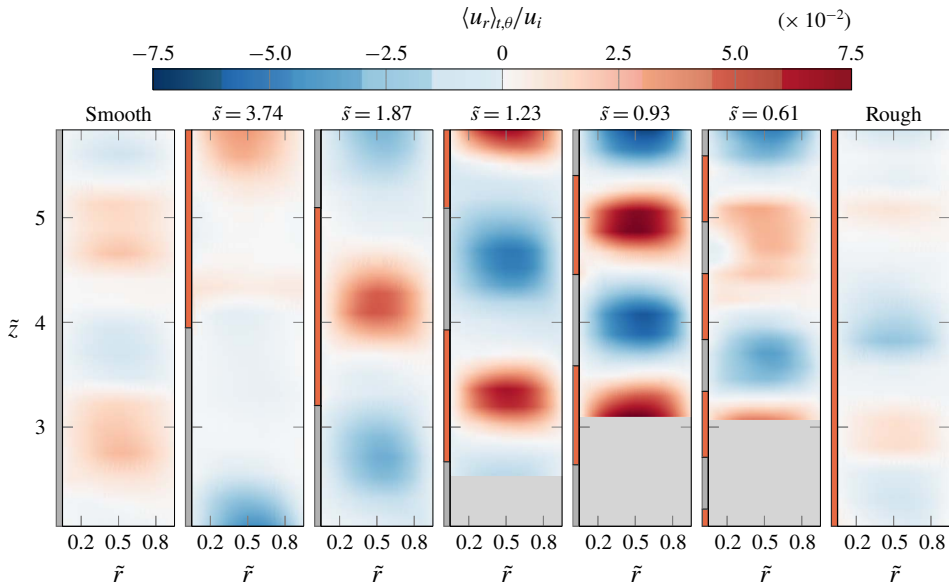 ⟨u_r⟩_{t,θ}/u_i (× 10⁻²)
−7.5 −5.0 −2.5 0 2.5 5.0 7.5
Smooth s̃ = 3.74 s̃ = 1.87 s̃ = 1.23 s̃ = 0.93 s̃ = 0.61 Rough
5
4
z̃
3
0.2 0.5 0.8 0.2 0.5 0.8 0.2 0.5 0.8 0.2 0.5 0.8 0.2 0.5 0.8 0.2 0.5 0.8 0.2 0.5 0.8
r̃ r̃ r̃ r̃ r̃ r̃ r̃